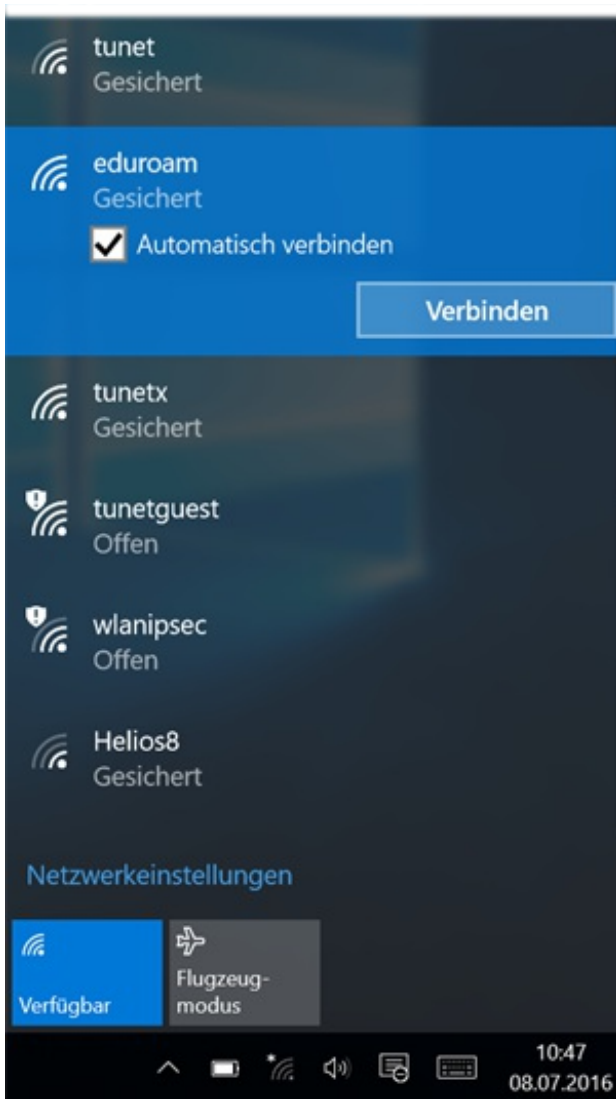 tunet
Gesichert
eduroam
Gesichert
Automatisch verbinden
Verbinden
tunetx
Gesichert
tunetguest
Offen
wlanipsec
Offen
Helios8
Gesichert
Netzwerkeinstellungen
Verfügbar
Flugzeug-
modus
10:47
08.07.2016